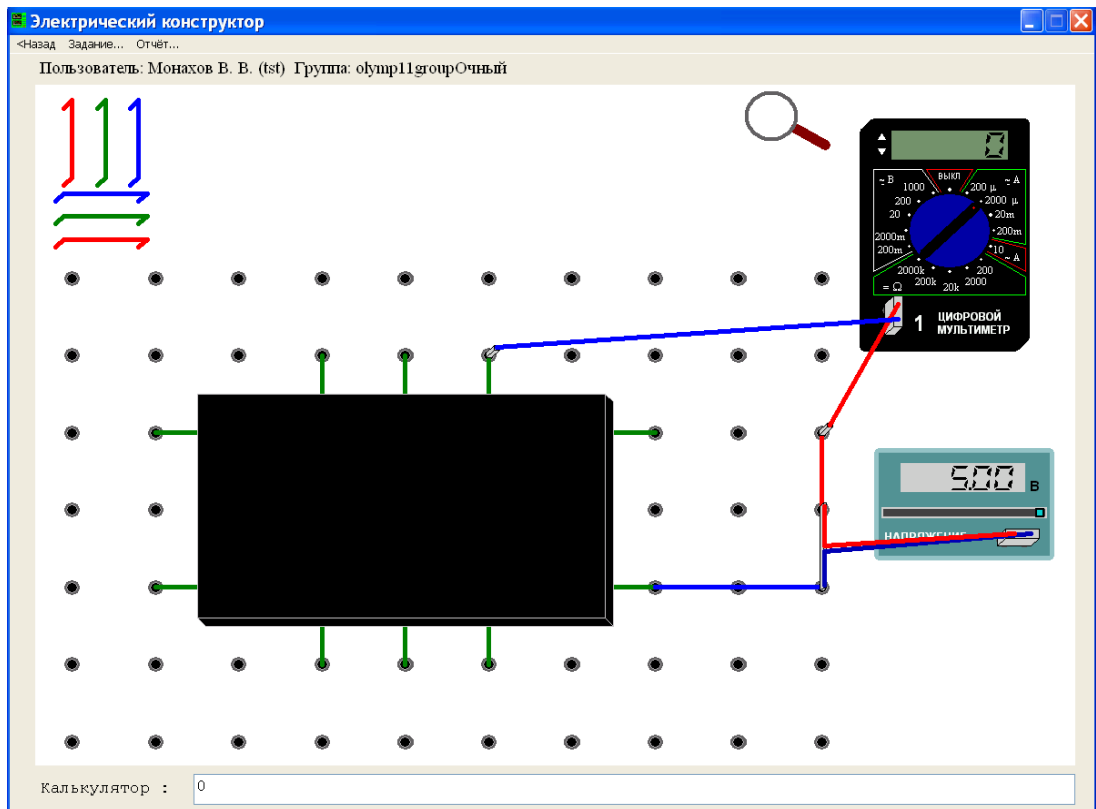 Электрический конструктор
<Назад Задание... Отчёт...
Пользователь: Монахов В. В. (tst) Группа: olymp11groupОчный
0
~ В
1000
выкл
200 μ
~ А
200
2000 μ
20
20m
2000m
200m
200m
10
~ А
2000k
200
= Ω
200k
20k
2000
1
ЦИФРОВОЙ
МУЛЬТИМЕТР
5.00 В
НАПРЯЖЕНИЕ
Калькулятор : 0